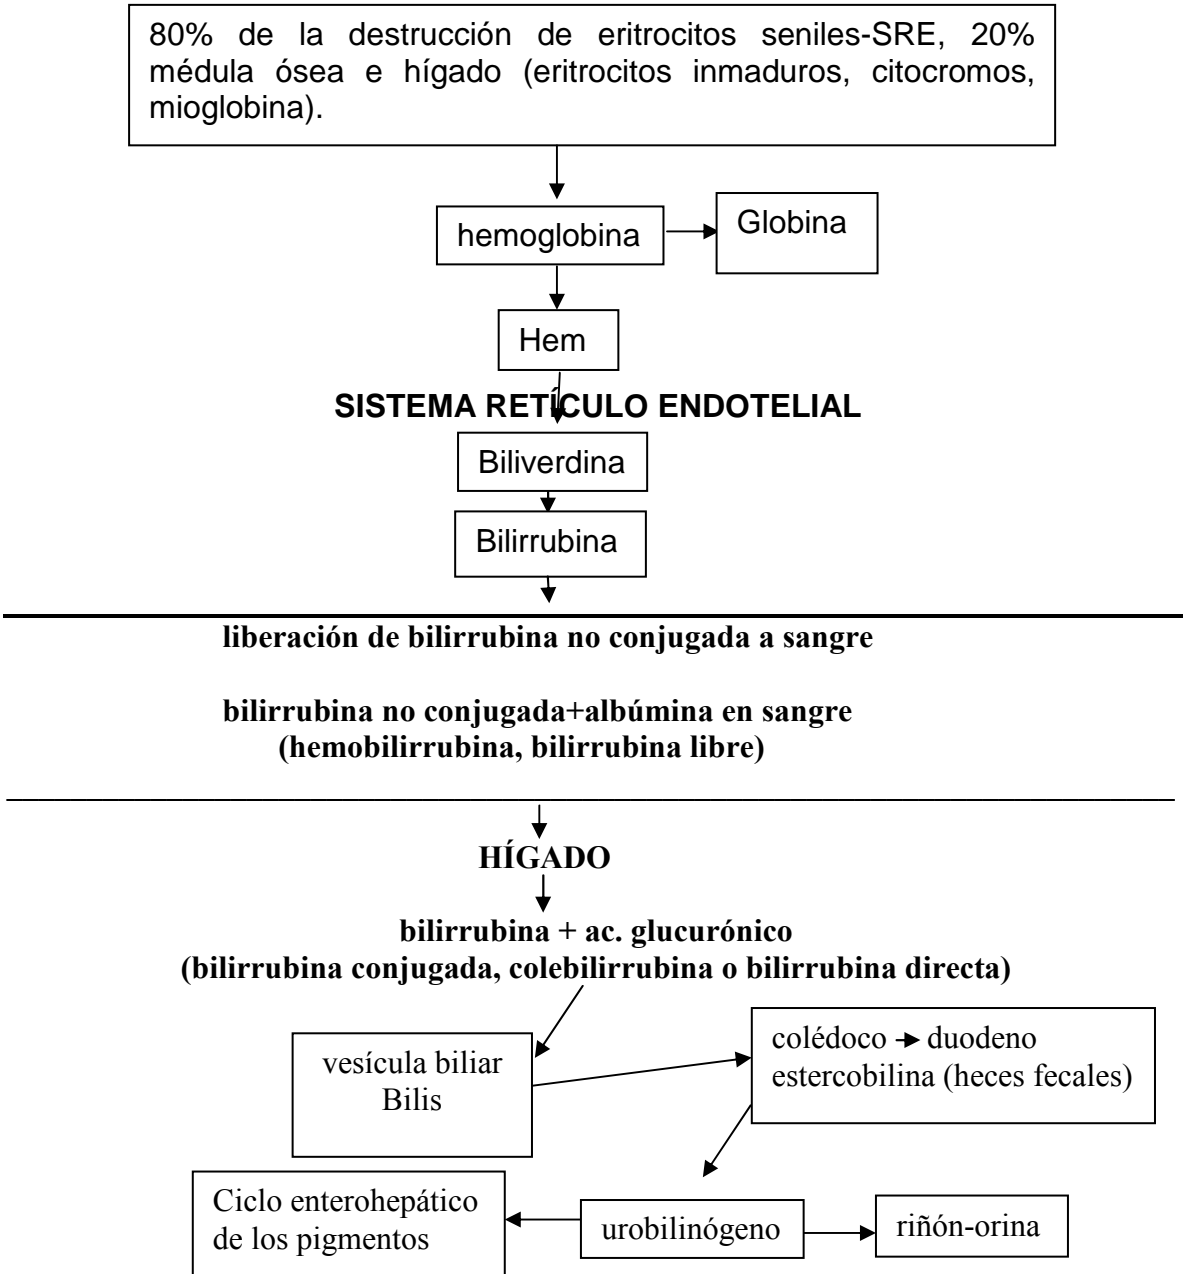 80% de la destrucción de eritrocitos seniles-SRE, 20%
médula ósea e hígado (eritrocitos inmaduros, citocromos,
mioglobina).
hemoglobina
Globina
Hem
SISTEMA RETÍCULO ENDOTELIAL
Biliverdina
Bilirrubina
liberación de bilirrubina no conjugada a sangre
bilirrubina no conjugada+albúmina en sangre
(hemobilirrubina, bilirrubina libre)
HÍGADO
bilirrubina + ac. glucurónico
(bilirrubina conjugada, colebilirrubina o bilirrubina directa)
vesícula biliar
Bilis
colédoco → duodeno
estercobilina (heces fecales)
Ciclo enterohepático
de los pigmentos
urobilinógeno
riñón-orina